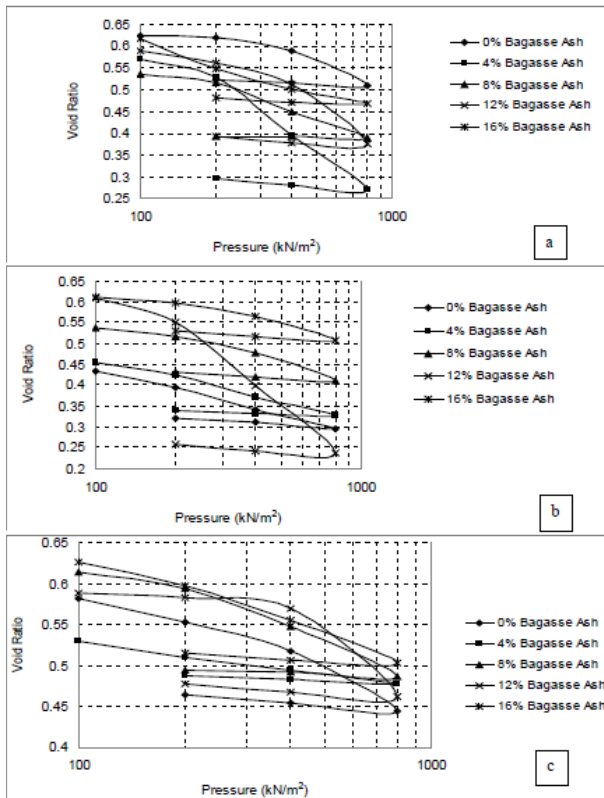 0.65
0.6
0.55
0.5
0.45
0.4
0.35
0.3
0.25
Void Ratio
100
1000
Pressure (kN/m²)
0% Bagasse Ash
4% Bagasse Ash
8% Bagasse Ash
12% Bagasse Ash
16% Bagasse Ash
a
0.65
0.6
0.55
0.5
0.45
0.4
0.35
0.3
0.25
0.2
Void Ratio
100
1000
Pressure (kN/m²)
0% Bagasse Ash
4% Bagasse Ash
8% Bagasse Ash
12% Bagasse Ash
16% Bagasse Ash
b
0.65
0.6
0.55
0.5
0.45
0.4
Void Ratio
100
1000
Pressure (kN/m²)
0% Bagasse Ash
4% Bagasse Ash
8% Bagasse Ash
12% Bagasse Ash
16% Bagasse Ash
c